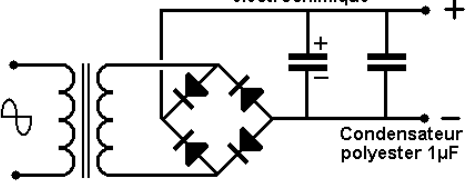 électrochimique
+
+
−
−
Condensateur
polyester 1µF